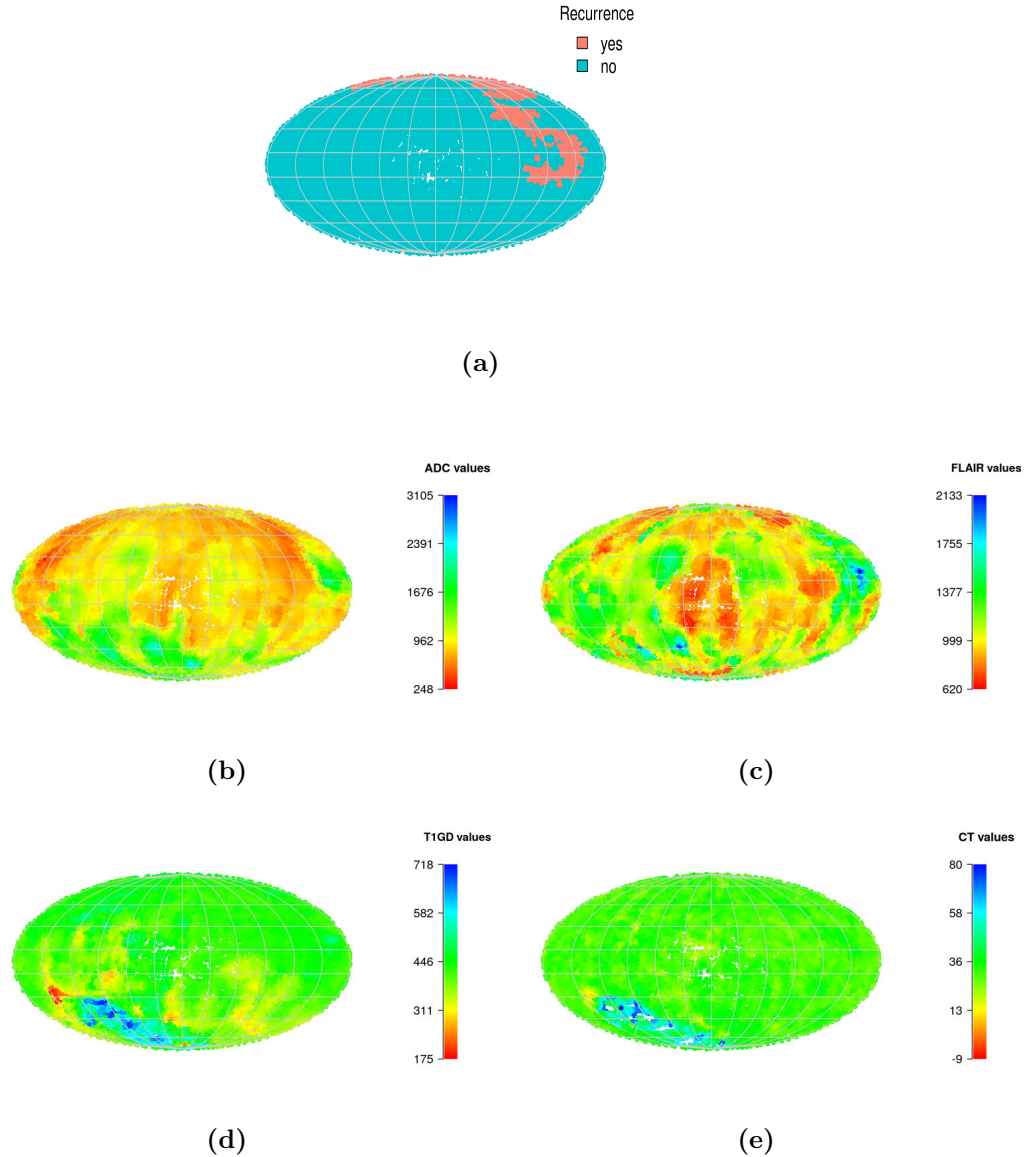 Recurrence
yes
no
(a)
ADC values
3105
2391
1676
962
248
FLAIR values
2133
1755
1377
999
620
(b)
(c)
T1GD values
718
582
446
311
175
CT values
80
58
36
13
-9
(d)
(e)